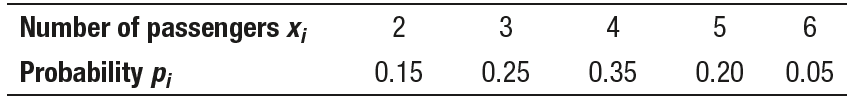 Number of passengers xᵢ 2 3 4 5 6
Probability pᵢ 0.15 0.25 0.35 0.20 0.05